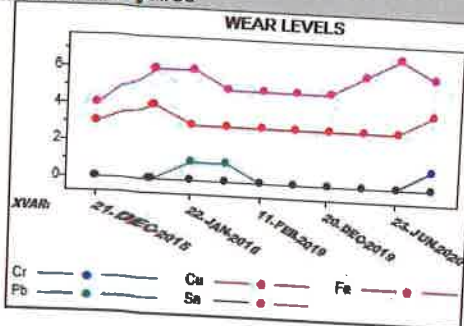 WEAR LEVELS
6
4
2
0
XVAR:
21.DEC-2015
22.JAN-2016
11.FEB.2019
20.DEC-2019
23.JUN.2020
Cr
Cu
Fe
Pb
Sa